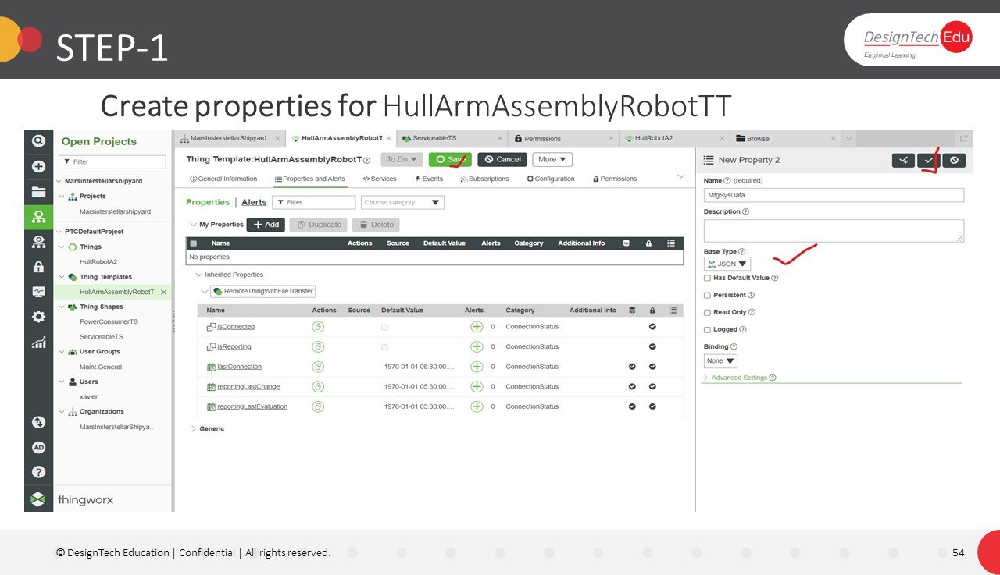 STEP-1
DesignTech Edu
Empirical Learning
Create properties for HullArmAssemblyRobotTT
Open Projects
Filter
Marsinterstellarshipyard
Projects
Marsinterstellarshipyard
PTCDefaultProject
Things
HullRobotA2
Thing Templates
HullArmAssemblyRobotT
Thing Shapes
PowerConsumerTS
ServiceableTS
User Groups
Maint.General
Users
xavier
Organizations
MarsInsterstellarShipya...
AD
thingworx
MarsInsterstellarShipyard... HullArmAssemblyRobotT ServiceableTS Permissions HullRobotA2 Browse
Thing Template:HullArmAssemblyRobotT To Do Save Cancel More
General Information Properties and Alerts Services Events Subscriptions Configuration Permissions
Properties | Alerts Filter Choose category
My Properties Add Duplicate Delete
Name Actions Source Default Value Alerts Category Additional Info
No properties
Inherited Properties
RemoteThingWithFileTransfer
Name Actions Source Default Value Alerts Category Additional Info
isConnected 0 ConnectionStatus
isReporting 0 ConnectionStatus
lastConnection 1970-01-01 05:30:00.... 0 ConnectionStatus
reportingLastChange 1970-01-01 05:30:00.... 0 ConnectionStatus
reportingLastEvaluation 1970-01-01 05:30:00.... 0 ConnectionStatus
Generic
New Property 2
Name (required)
MfgSysData
Description
Base Type
JSON
Has Default Value
Persistent
Read Only
Logged
Binding
None
Advanced Settings
© DesignTech Education | Confidential | All rights reserved.
54